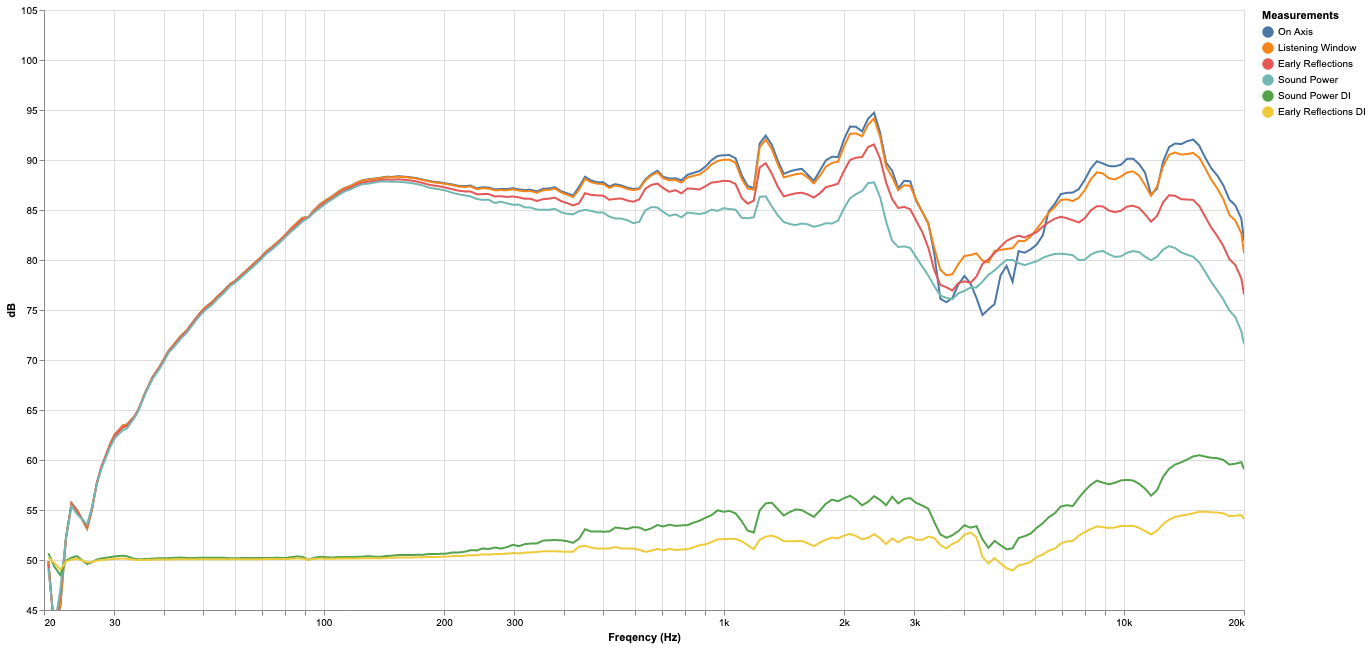 Measurements
On Axis
Listening Window
Early Reflections
Sound Power
Sound Power DI
Early Reflections DI
105
100
95
90
85
80
75
70
65
60
55
50
45
dB
20 30 100 200 300 1k 2k 3k 10k 20k
Freqency (Hz)